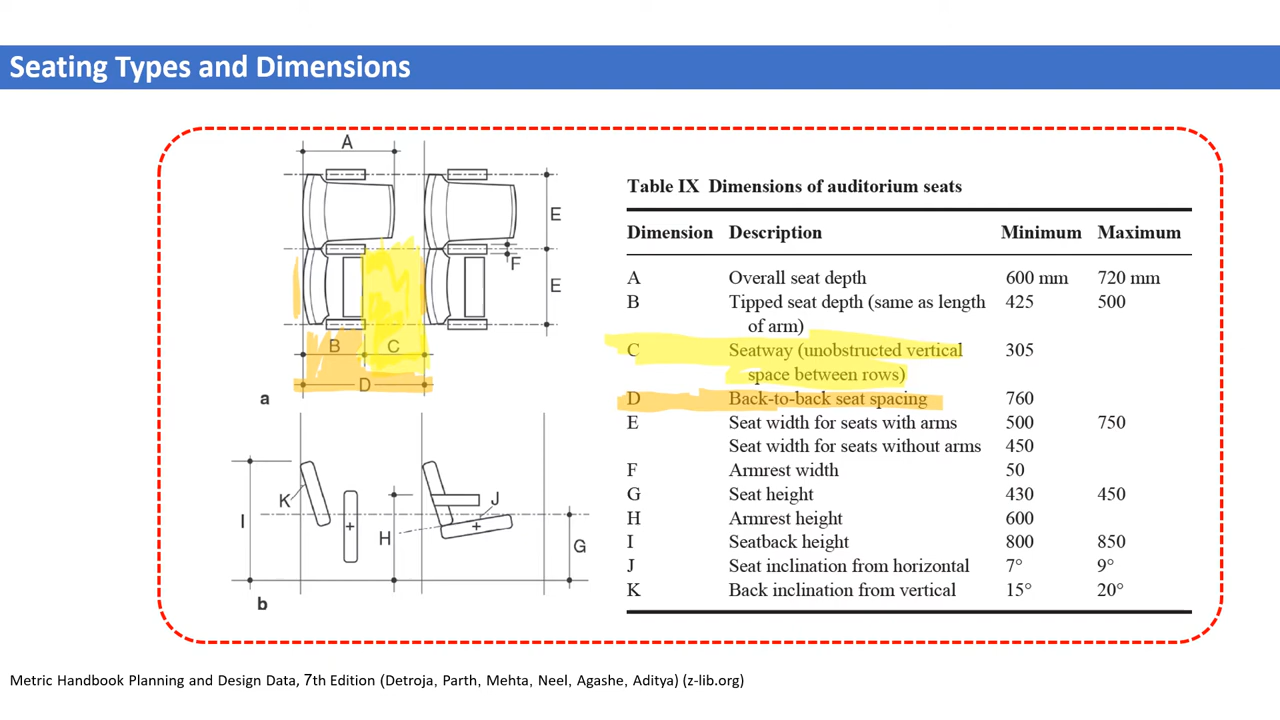 Seating Types and Dimensions
A
E
F
E
B
C
D
a
K
J
I
H
G
b
Table IX Dimensions of auditorium seats
Dimension Description Minimum Maximum
A Overall seat depth 600 mm 720 mm
B Tipped seat depth (same as length 425 500
of arm)
C Seatway (unobstructed vertical 305
space between rows)
D Back-to-back seat spacing 760
E Seat width for seats with arms 500 750
Seat width for seats without arms 450
F Armrest width 50
G Seat height 430 450
H Armrest height 600
I Seatback height 800 850
J Seat inclination from horizontal 7° 9°
K Back inclination from vertical 15° 20°
Metric Handbook Planning and Design Data, 7th Edition (Detroja, Parth, Mehta, Neel, Agashe, Aditya) (z-lib.org)